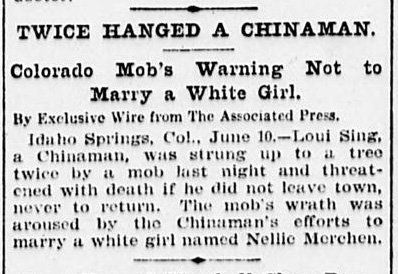 TWICE HANGED A CHINAMAN.
Colorado Mob's Warning Not to
Marry a White Girl.
By Exclusive Wire from The Associated Press.
Idaho Springs, Col., June 10.—Loui Sing,
a Chinaman, was strung up to a tree
twice by a mob last night and threat-
ened with death if he did not leave town,
never to return. The mob's wrath was
aroused by the Chinaman's efforts to
marry a white girl named Nellie Merchen.